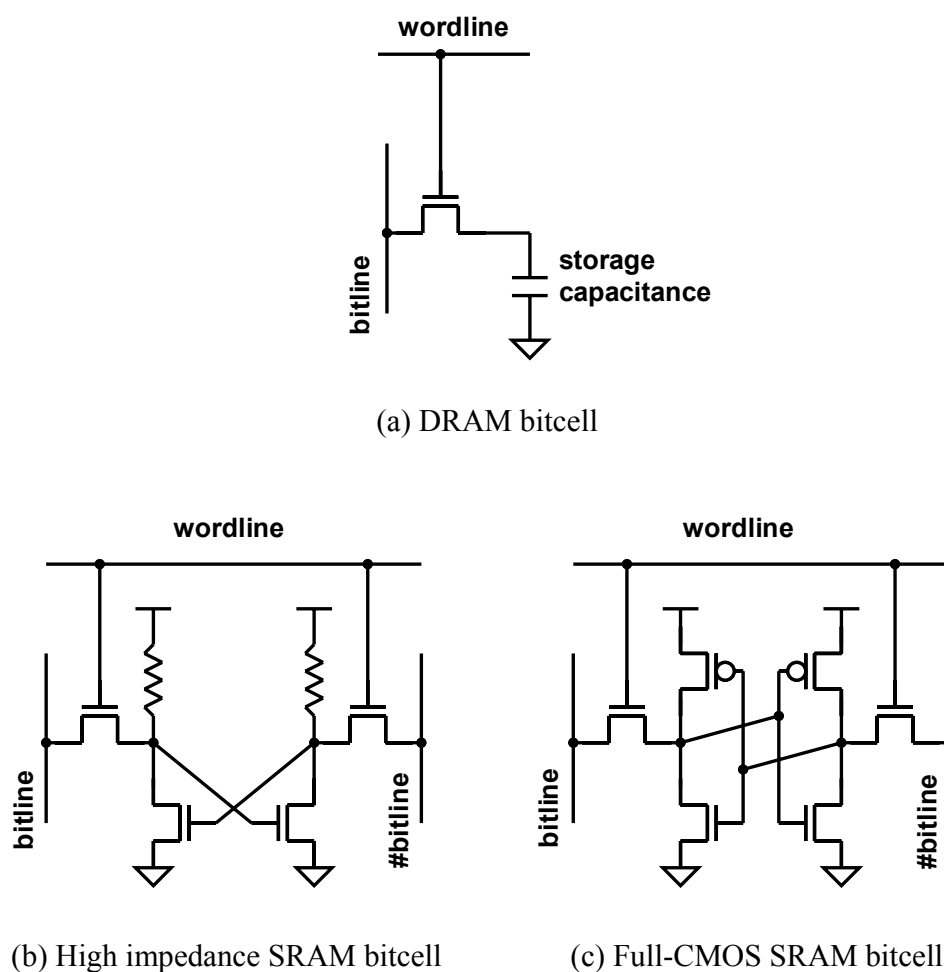 wordline
bitline
storage
capacitance
(a) DRAM bitcell
wordline
bitline
#bitline
(b) High impedance SRAM bitcell
wordline
bitline
#bitline
(c) Full-CMOS SRAM bitcell